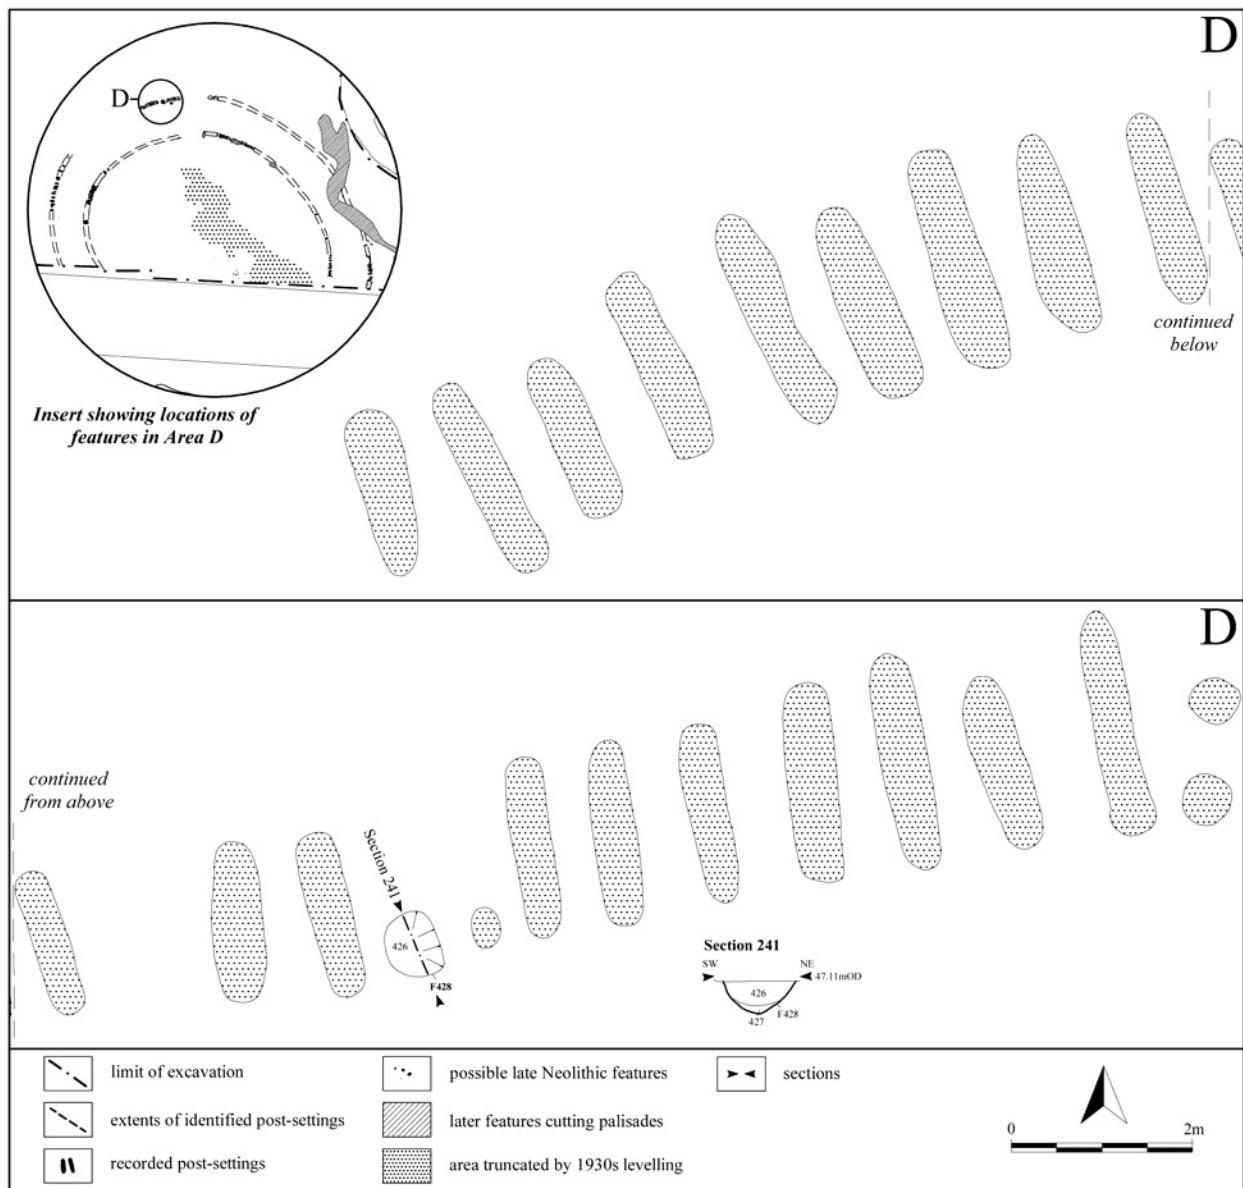 D
D
Insert showing locations of
features in Area D
continued
below
D
continued
from above
Section 241
426
F428
Section 241
SW
NE
47.11mOD
426
427
F428
limit of excavation
possible late Neolithic features
sections
extents of identified post-settings
later features cutting palisades
recorded post-settings
area truncated by 1930s levelling
0
2m